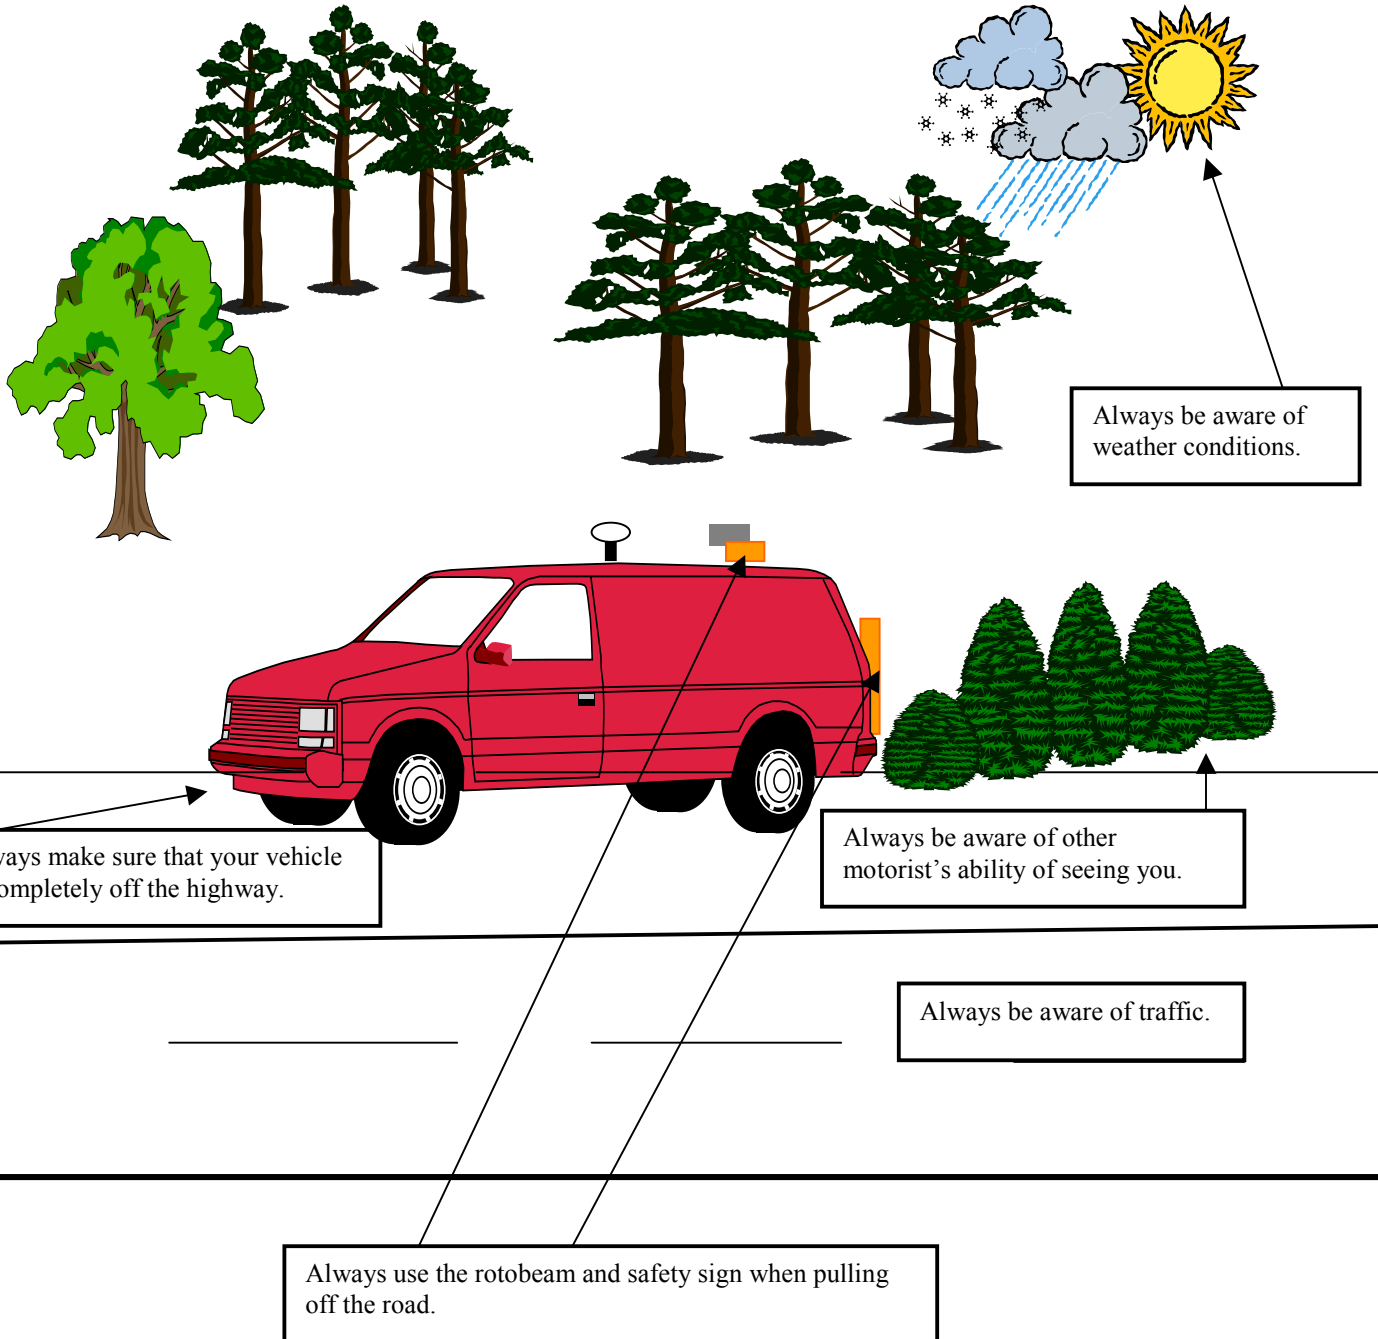 Always be aware of
weather conditions.
make sure that your vehicle
off the highway.
Always be aware of other
motorist’s ability of seeing you.
Always be aware of traffic.
Always use the rotobeam and safety sign when pulling
off the road.